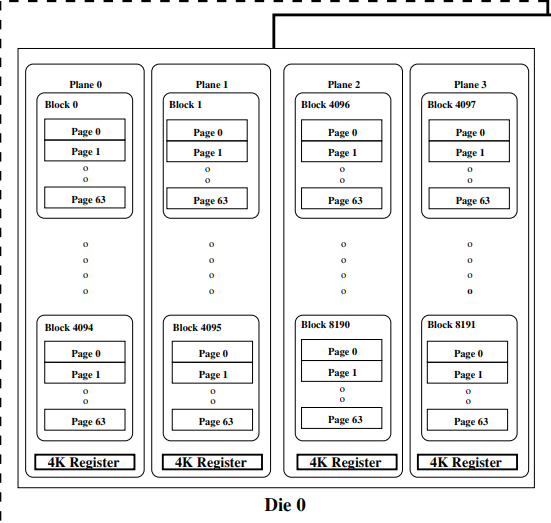 Plane 0 Plane 1 Plane 2 Plane 3
Block 0 Block 1 Block 4096 Block 4097
Page 0 Page 0 Page 0 Page 0
Page 1 Page 1 Page 1 Page 1
Page 63 Page 63 Page 63 Page 63
Block 4094 Block 4095 Block 8190 Block 8191
Page 0 Page 0 Page 0 Page 0
Page 1 Page 1 Page 1 Page 1
Page 63 Page 63 Page 63 Page 63
4K Register 4K Register 4K Register 4K Register
Die 0